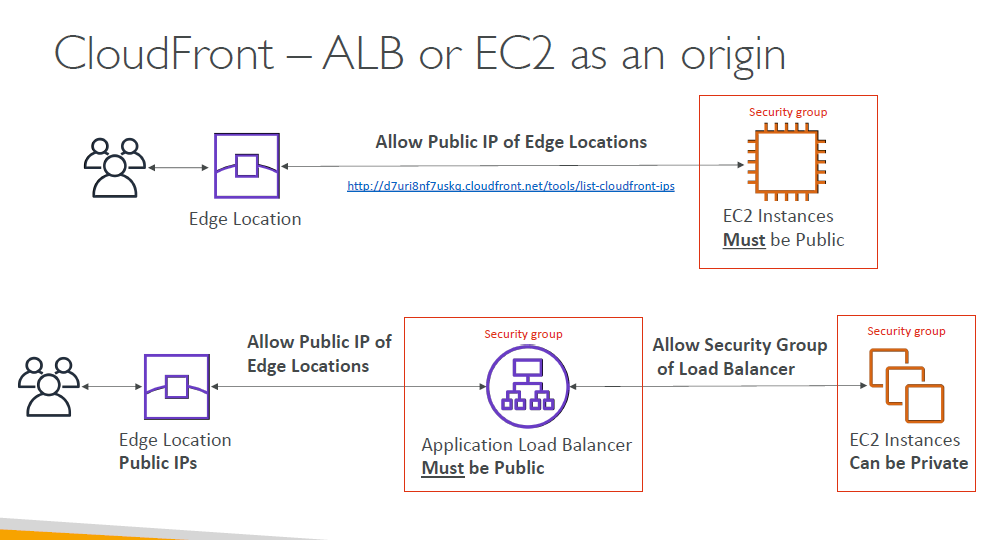 CloudFront – ALB or EC2 as an origin
Security group
Allow Public IP of Edge Locations
http://d7uri8nf7uskq.cloudfront.net/tools/list-cloudfront-ips
Edge Location
EC2 Instances
Must be Public
Security group
Security group
Allow Public IP of
Edge Locations
Allow Security Group
of Load Balancer
Edge Location
Public IPs
Application Load Balancer
Must be Public
EC2 Instances
Can be Private